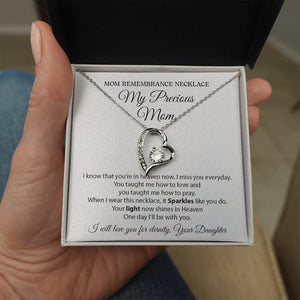 MOM REMEMBRANCE NECKLACE
My Precious
Mom,
I know that you're in heaven now. I miss you everyday.
You taught me how to love and
you taught me how to pray.
When I wear this necklace, it Sparkles like you do.
Your light now shines in Heaven
One day I'll be with you.
I will love you for eternity, Your Daughter